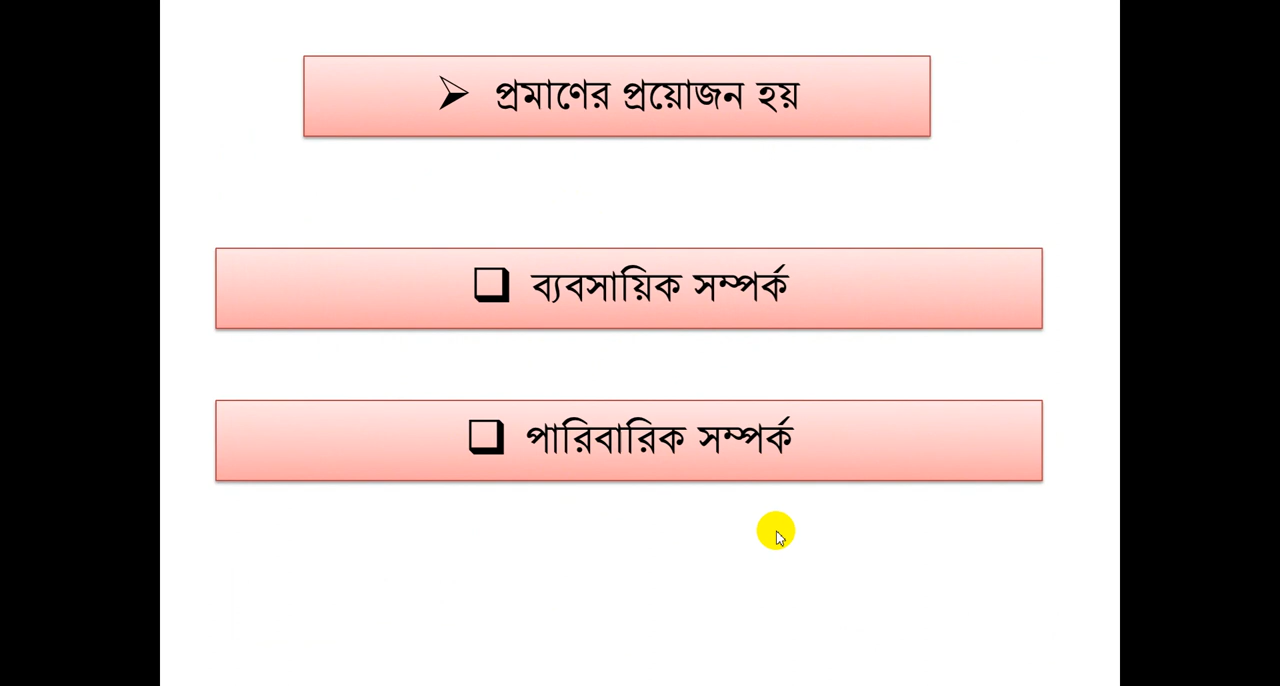 প্রমাণের প্রয়োজন হয়
ব্যবসায়িক সম্পর্ক
পারিবারিক সম্পর্ক